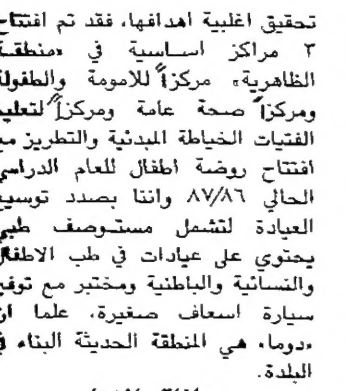 تحقيق اغلبية اهدافها، فقد تم افتتاح
٣ مراكز اساسية في «منطقة
الظاهرية» مركزاً للامومة والطفولة
ومركزاً صحة عامة ومركزاً لتعليم
الفتيات الخياطة المبدئية والتطريز مع
افتتاح روضة اطفال للعام الدراسي
الحالي ٨٧/٨٦ واننا بصدد توسيع
العيادة لتشمل مستوصف طبي
يحتوي على عيادات في طب الاطفال
والنسائية والباطنية ومختبر مع توفير
سيارة اسعاف صغيرة، علما ان
«دوما» هي المنطقة الحديثة البناء في
البلدة.